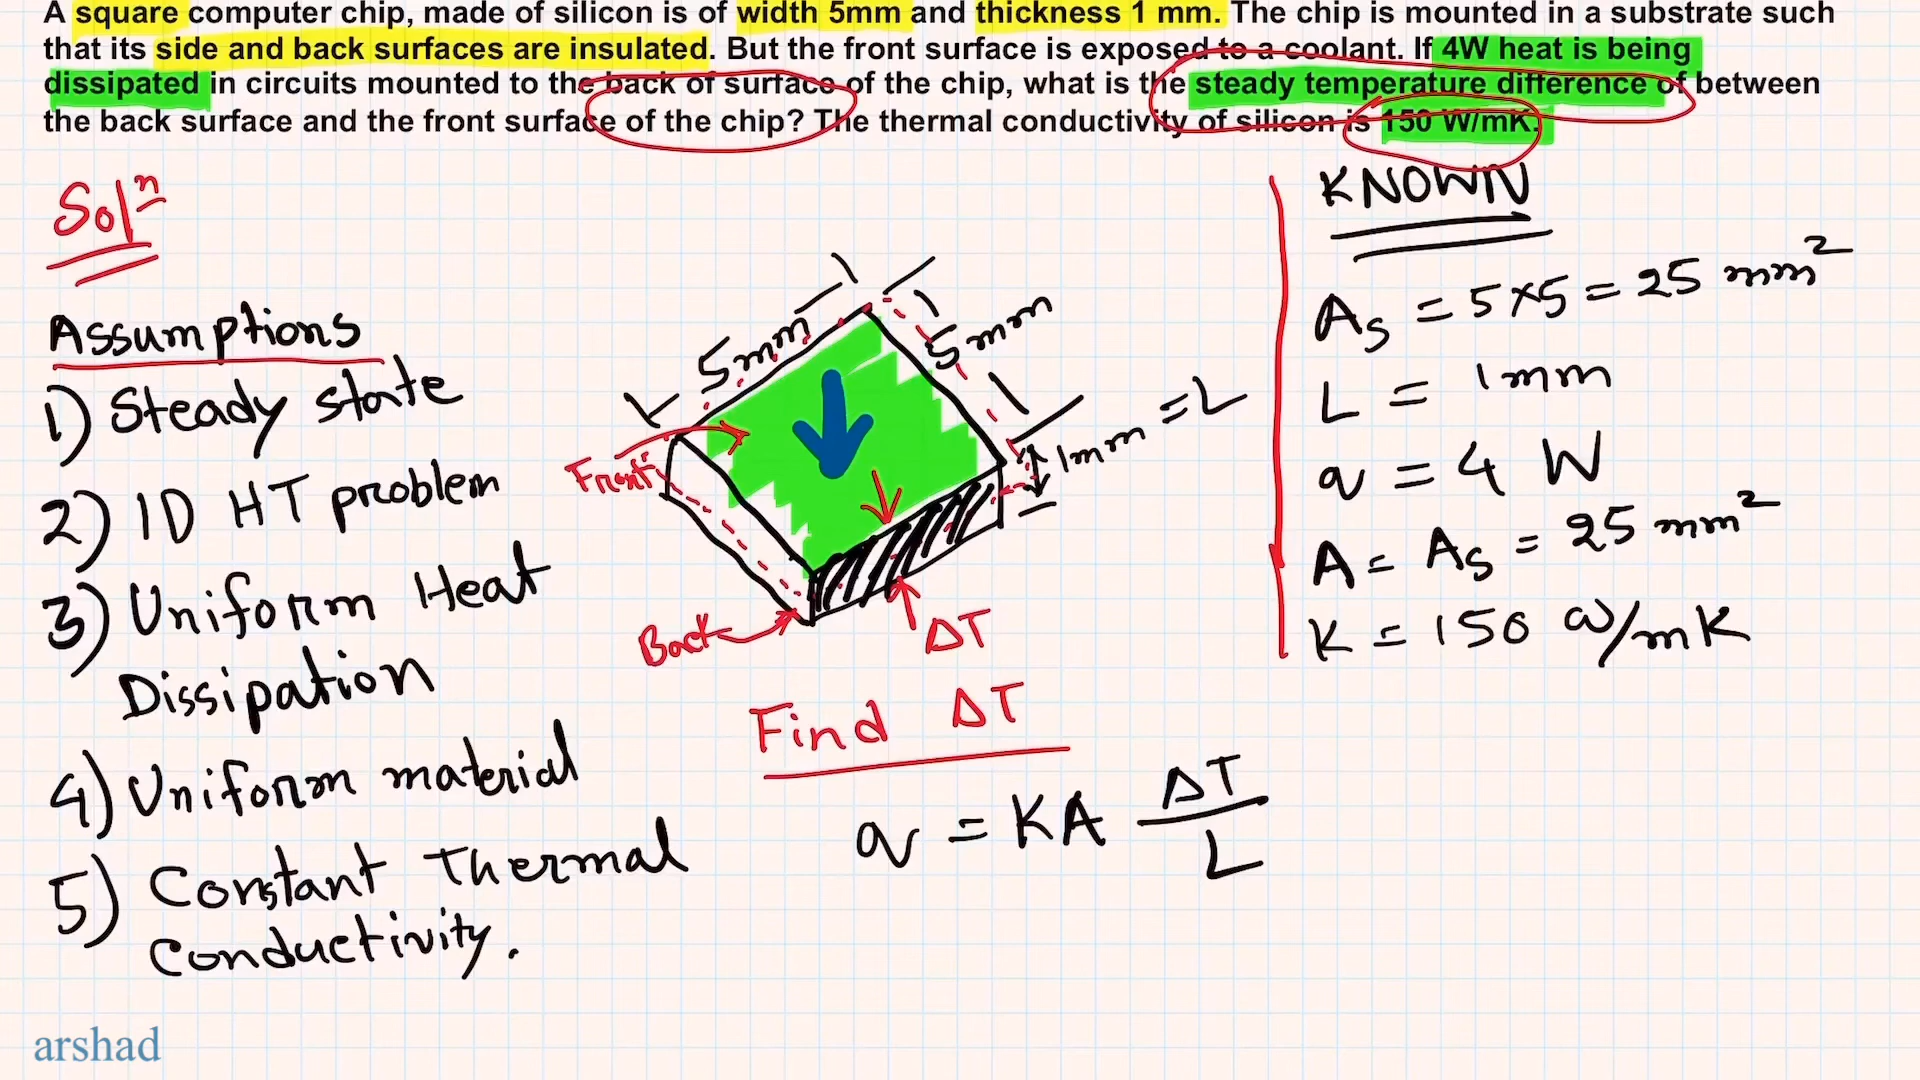 A square computer chip, made of silicon is of width 5mm and thickness 1 mm. The chip is mounted in a substrate such
that its side and back surfaces are insulated. But the front surface is exposed to a coolant. If 4W heat is being
dissipated in circuits mounted to the back of surface of the chip, what is the steady temperature difference of between
the back surface and the front surface of the chip? The thermal conductivity of silicon is 150 W/mK.
Solⁿ
Assumptions
1) Steady state
2) 1D HT problem
3) Uniform Heat
Dissipation
4) Uniform material
5) Constant Thermal
Conductivity.
5mm
5mm
1mm = L
Front
Back
ΔT
Find ΔT
q = KA ΔT/L
KNOWN
As = 5×5 = 25 mm²
L = 1mm
q = 4 W
A = As = 25 mm²
K = 150 W/mK
arshad